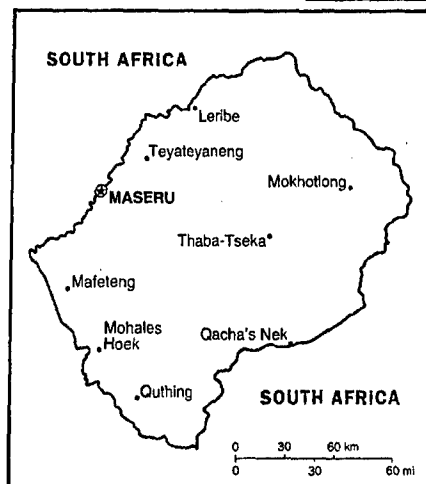 SOUTH AFRICA
Leribe
Teyateyaneng
Mokhotlong
MASERU
Thaba-Tseka
Mafeteng
Mohales
Hoek
Qacha's Nek
Quthing
SOUTH AFRICA
0 30 60 km
0 30 60 mi